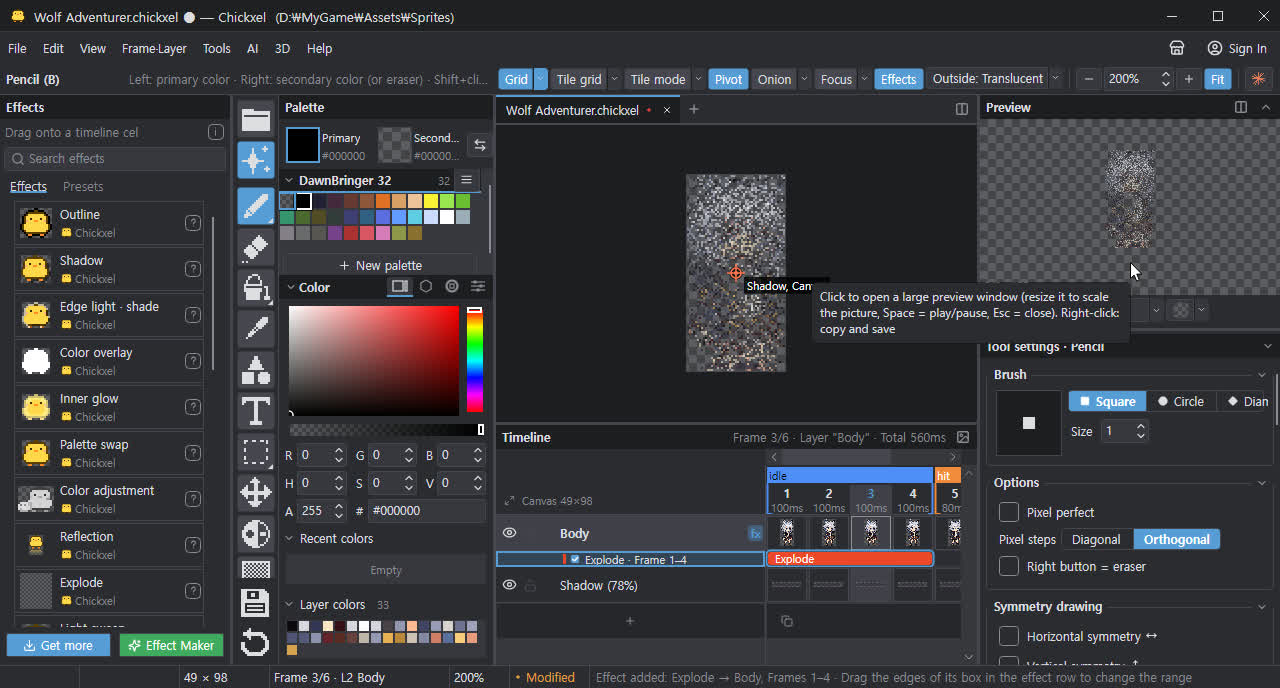 Wolf Adventurer.chickxel ● — Chickxel (D:₩MyGame₩Assets₩Sprites)
File Edit View Frame·Layer Tools AI 3D Help Sign In
Pencil (B) Left: primary color · Right: secondary color (or eraser) · Shift+cli... Grid Tile grid Tile mode Pivot Onion Focus Effects Outside: Translucent 200% Fit
Effects
Drag onto a timeline cel
Search effects
Effects Presets
Outline
Chickxel
Shadow
Chickxel
Edge light · shade
Chickxel
Color overlay
Chickxel
Inner glow
Chickxel
Palette swap
Chickxel
Color adjustment
Chickxel
Reflection
Chickxel
Explode
Chickxel
Get more Effect Maker
Palette
Primary
#000000
Second...
#00000...
DawnBringer 32 32
+ New palette
Color
R 0 G 0 B 0
H 0 S 0 V 0
A 255 # #000000
Recent colors
Empty
Layer colors 33
Wolf Adventurer.chickxel • × +
Shadow, Can
Click to open a large preview window (resize it to scale
the picture, Space = play/pause, Esc = close). Right-click:
copy and save
Timeline Frame 3/6 · Layer "Body" · Total 560ms
idle hit
Canvas 49×98
1 2 3 4 5
100ms 100ms 100ms 100ms 80m
Body fx
Explode · Frame 1–4 Explode
Shadow (78%)
+
Preview
Tool settings · Pencil
Brush
Square Circle Dian
Size 1
Options
Pixel perfect
Pixel steps Diagonal Orthogonal
Right button = eraser
Symmetry drawing
Horizontal symmetry ↔
49 × 98 Frame 3/6 · L2 Body 200% • Modified Effect added: Explode → Body, Frames 1–4 · Drag the edges of its box in the effect row to change the range